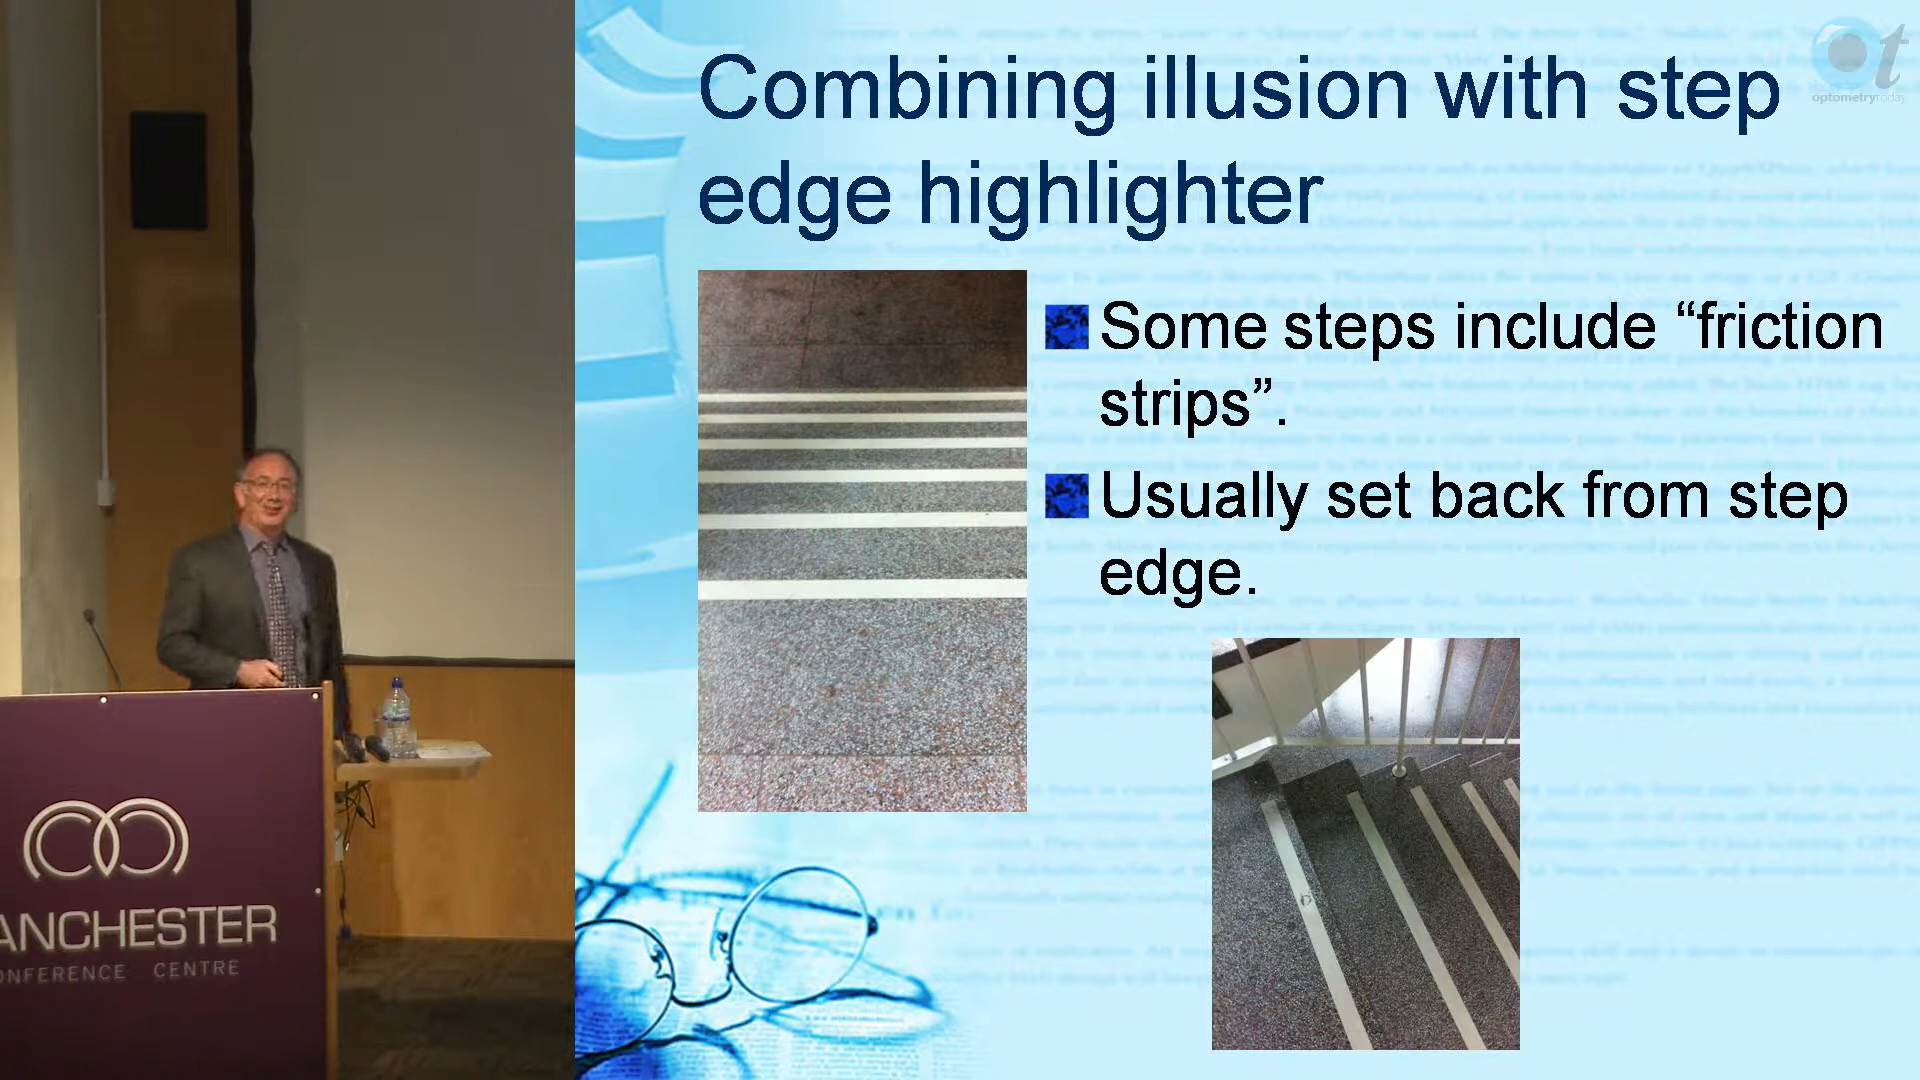 Combining illusion with step
edge highlighter
optometrytoday
Some steps include “friction
strips”.
Usually set back from step
edge.
ANCHESTER
ONFERENCE CENTRE